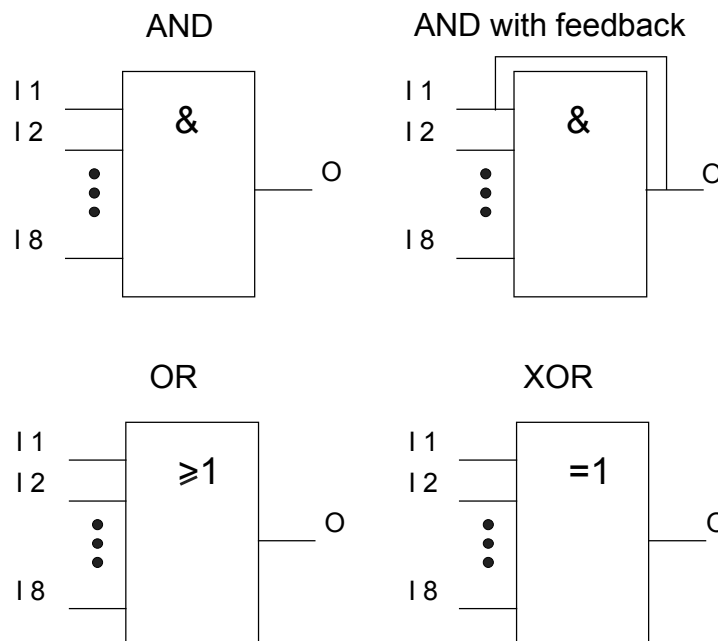 AND
I 1
&
I 2
O
I 8
AND with feedback
I 1
&
I 2
O
I 8
OR
I 1
≥1
I 2
O
I 8
XOR
I 1
=1
I 2
O
I 8